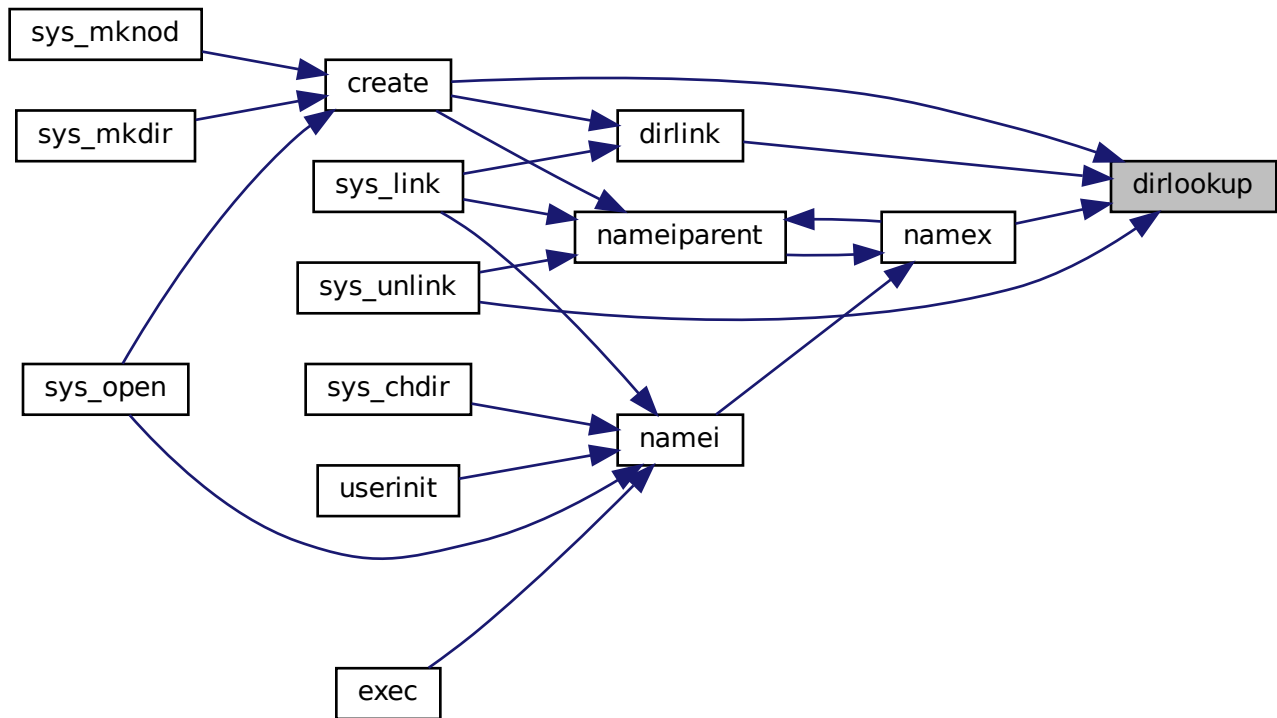 sys_mknod
create
sys_mkdir
dirlink
sys_link
dirlookup
nameiparent
namex
sys_unlink
sys_open
sys_chdir
namei
userinit
exec